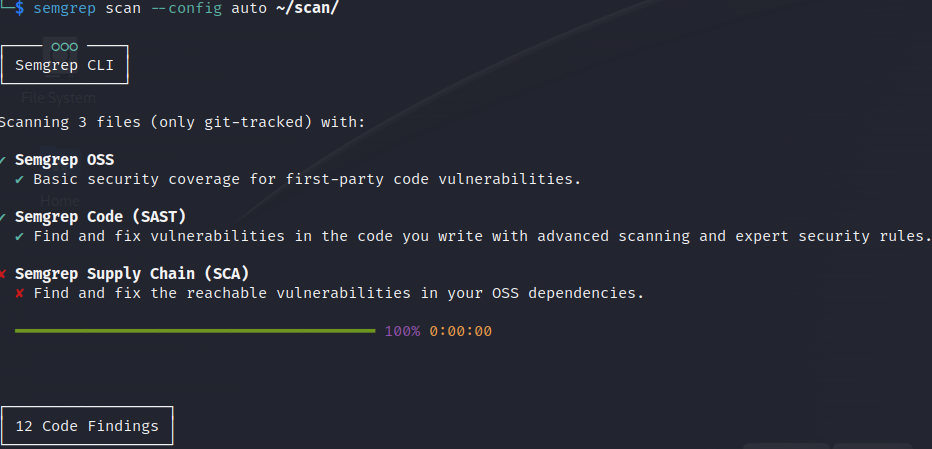 $ semgrep scan --config auto ~/scan/
ooo
Semgrep CLI
File System
Scanning 3 files (only git-tracked) with:
✔ Semgrep OSS
✔ Basic security coverage for first-party code vulnerabilities.
Home
✔ Semgrep Code (SAST)
✔ Find and fix vulnerabilities in the code you write with advanced scanning and expert security rules.
✘ Semgrep Supply Chain (SCA)
✘ Find and fix the reachable vulnerabilities in your OSS dependencies.
100% 0:00:00
12 Code Findings